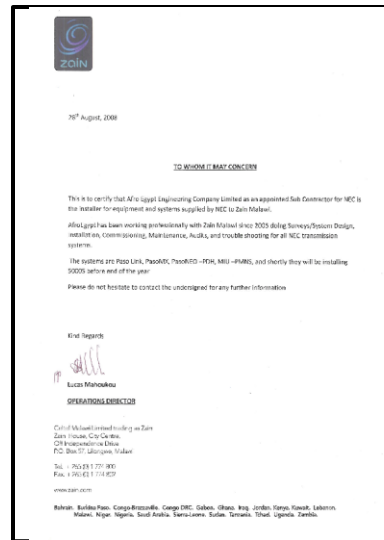 zain
28th August, 2008
TO WHOM IT MAY CONCERN
This is to certify that Afro Egypt Engineering Company Limited as an appointed Sub Contractor for NEC is
the installer for equipment and systems supplied by NEC to Zain Malawi.
AfroEgypt has been working professionally with Zain Malawi since 2005 doing Surveys/System Design,
Installation, Commissioning, Maintenance, Audits, and trouble shooting for all NEC transmission
systems.
The systems are Paso Link, PasoMX, PasoNEO –PDH, MIU –PMNS, and shortly they will be installing
5000S before end of the year
Please do not hesitate to contact the undersigned for any further information
Kind Regards
Lucas Mahoukou
OPERATIONS DIRECTOR
Celtel Malawi Limited trading as Zain
Zain House, City Centre,
Off Independence Drive
P.O. Box 57, Lilongwe, Malawi
Tel.
Fax.
www.zain.com
Bahrain. Burkina Faso. Congo-Brazzaville. Congo DRC. Gabon. Ghana. Iraq. Jordan. Kenya. Kuwait. Lebanon.
Malawi. Niger. Nigeria. Saudi Arabia. Sierra-Leone. Sudan. Tanzania. Tchad. Uganda. Zambia.